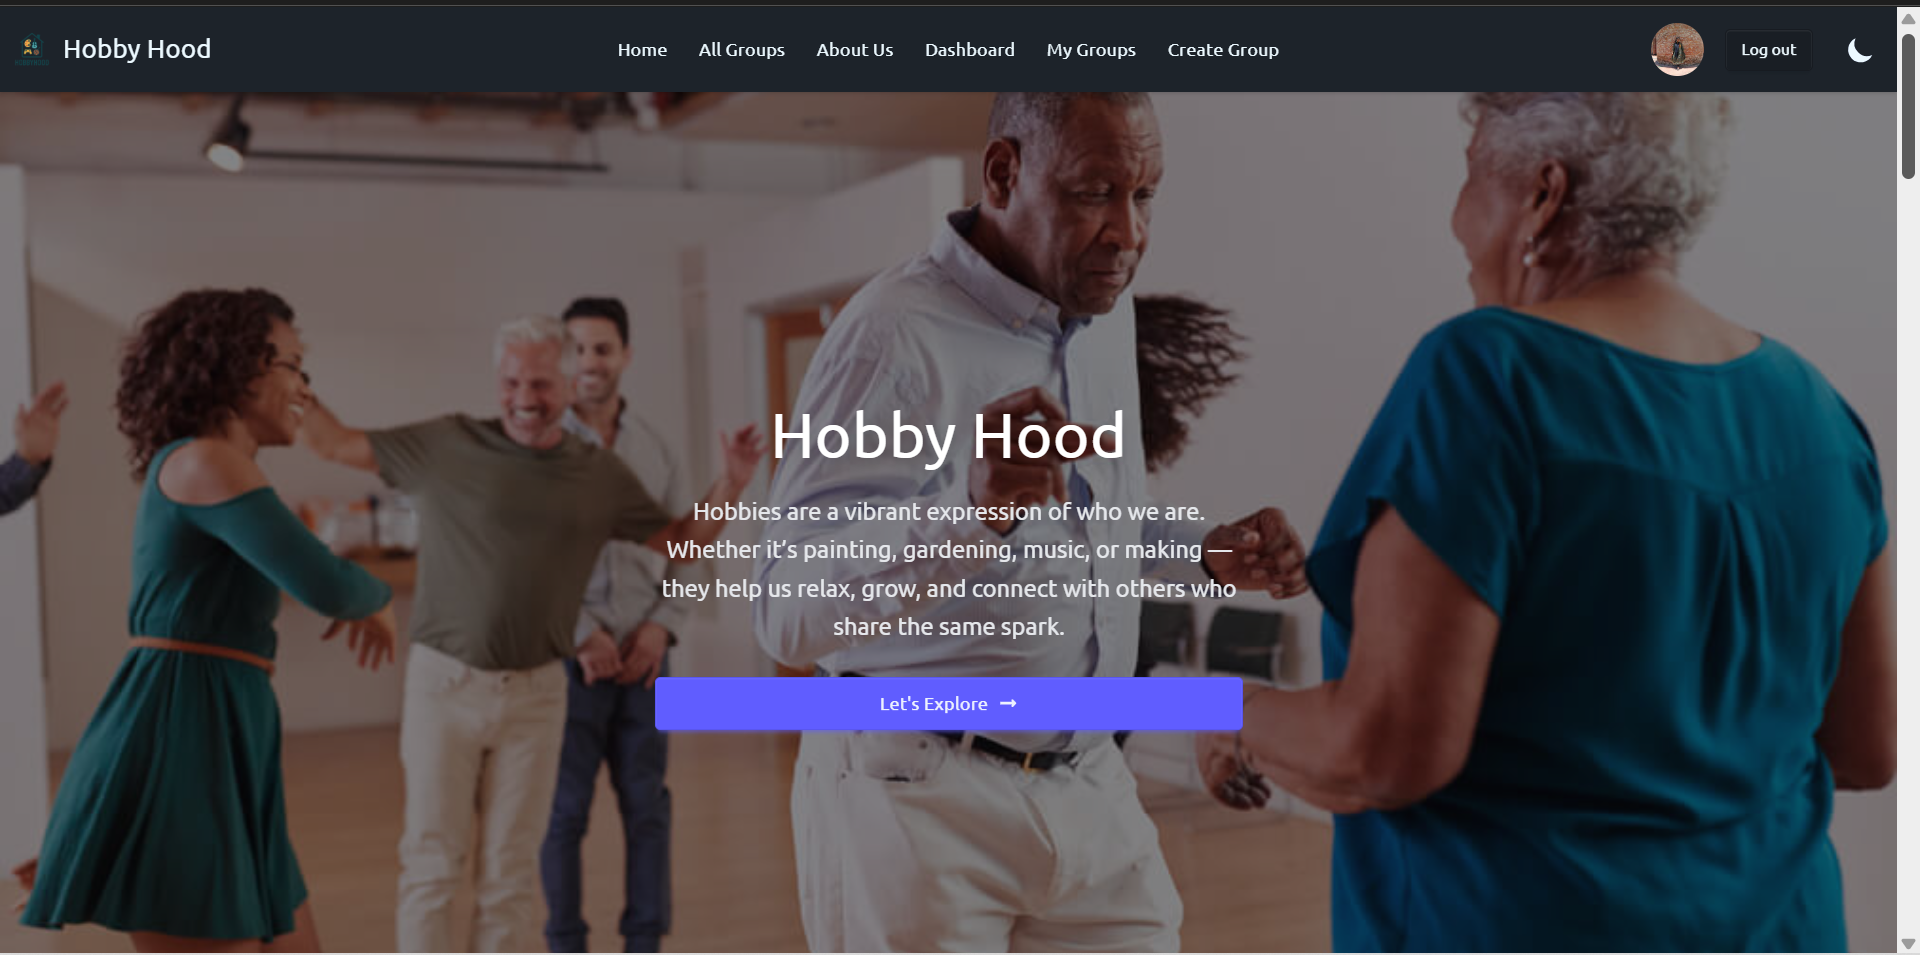 Hobby Hood
Home All Groups About Us Dashboard My Groups Create Group
Log out
Hobby Hood
Hobbies are a vibrant expression of who we are.
Whether it’s painting, gardening, music, or making —
they help us relax, grow, and connect with others who
share the same spark.
Let's Explore